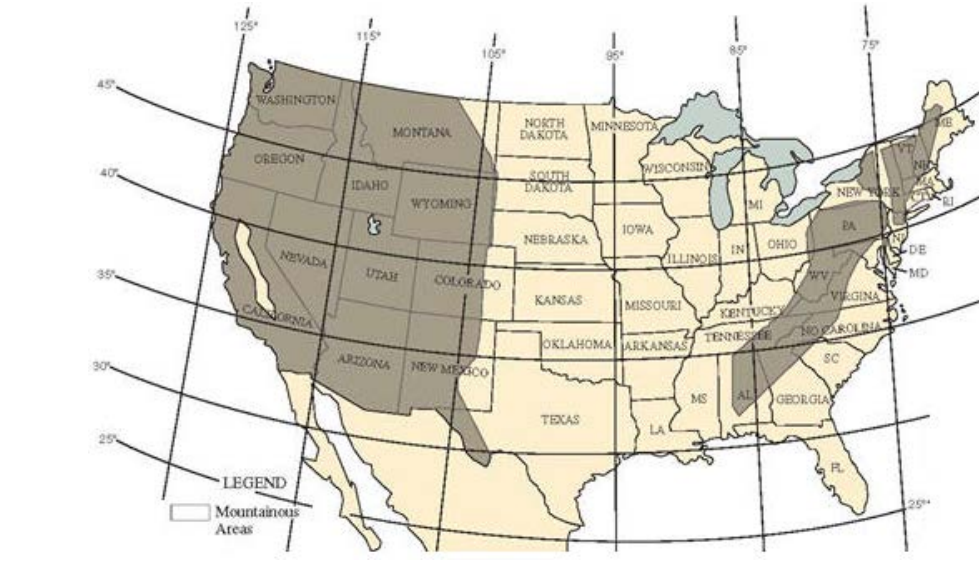 125°
115°
105°
95°
85°
75°
45°
40°
35°
30°
25°
WASHINGTON
OREGON
IDAHO
MONTANA
WYOMING
NEVADA
UTAH
COLORADO
CALIFORNIA
ARIZONA
NEW MEXICO
NORTH
DAKOTA
SOUTH
DAKOTA
NEBRASKA
KANSAS
OKLAHOMA
TEXAS
MINNESOTA
IOWA
MISSOURI
ARKANSAS
LA
WISCONSIN
ILLINOIS
MI
IN
OHIO
KENTUCKY
TENNESSEE
MS
AL
GEORGIA
FL
SC
NO CAROLINA
VIRGINIA
WV
PA
NEW YORK
VT
NH
ME
MA
CT
RI
NJ
DE
MD
25°
LEGEND
Mountainous
Areas